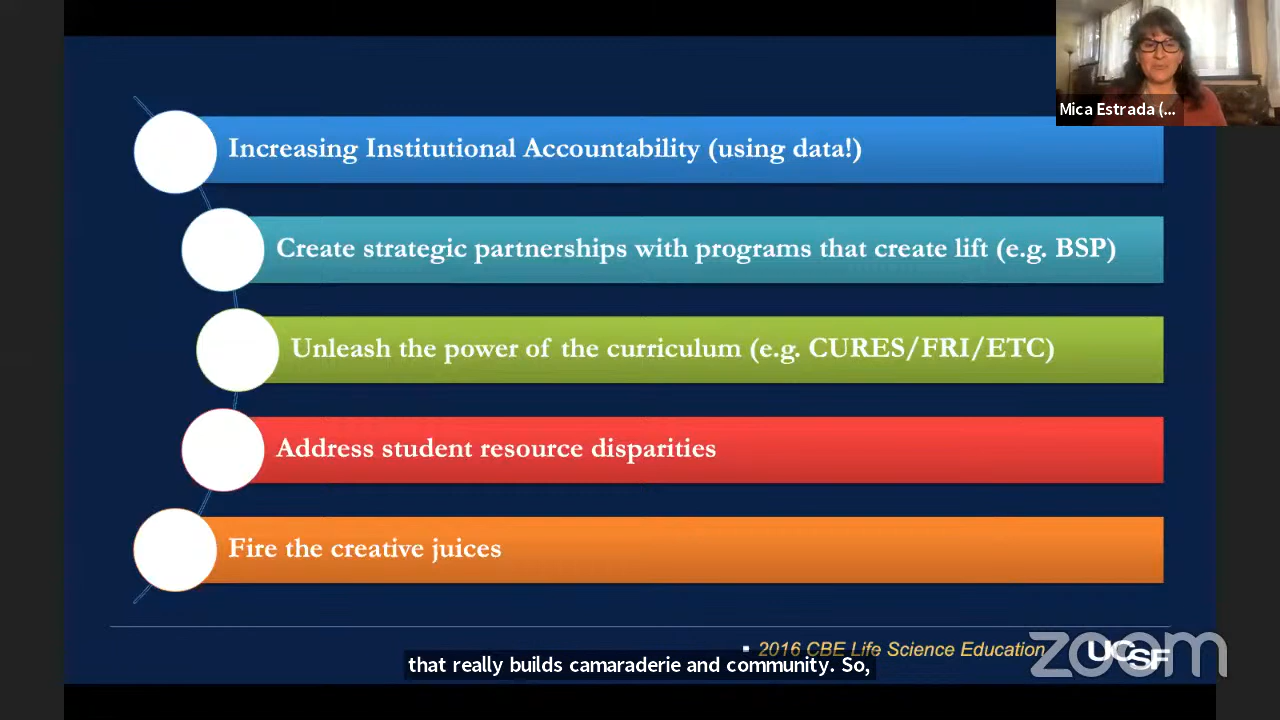 Mica Estrada (...
Increasing Institutional Accountability (using data!)
Create strategic partnerships with programs that create lift (e.g. BSP)
Unleash the power of the curriculum (e.g. CURES/FRI/ETC)
Address student resource disparities
Fire the creative juices
▪ 2016 CBE Life Science Education
UCSF
zoom
that really builds camaraderie and community. So,